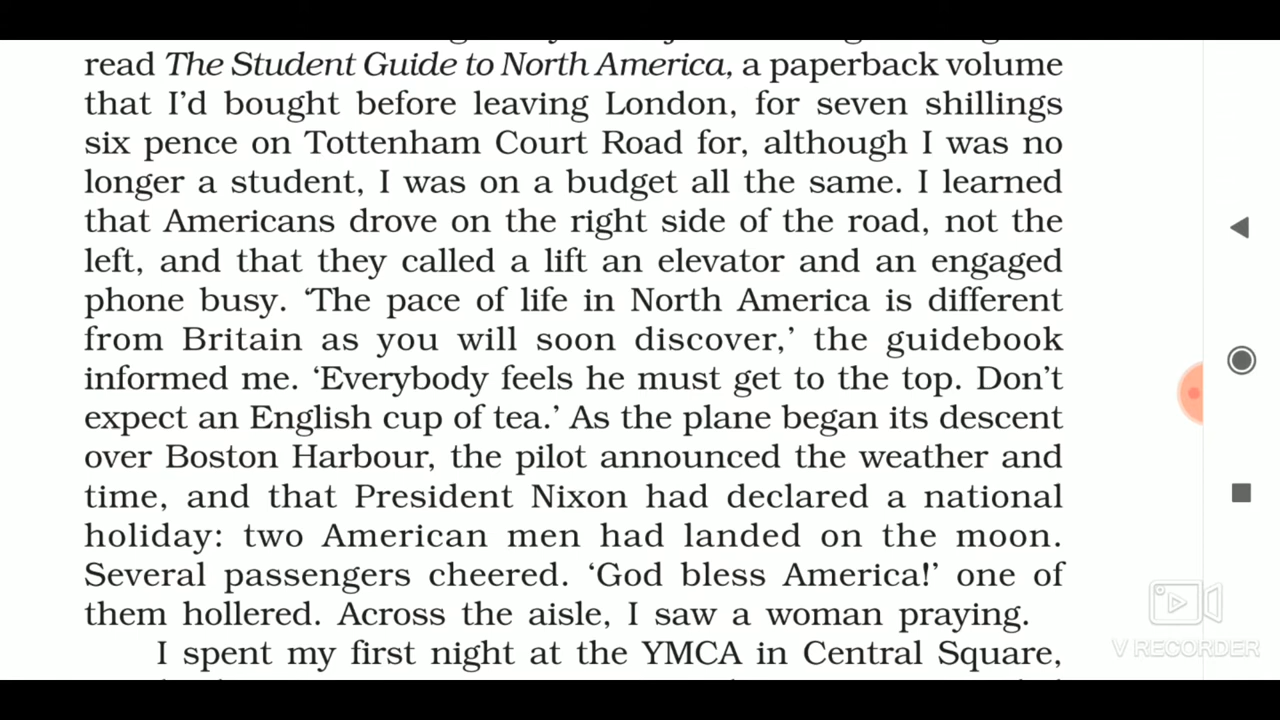 read The Student Guide to North America, a paperback volume
that I'd bought before leaving London, for seven shillings
six pence on Tottenham Court Road for, although I was no
longer a student, I was on a budget all the same. I learned
that Americans drove on the right side of the road, not the
left, and that they called a lift an elevator and an engaged
phone busy. ‘The pace of life in North America is different
from Britain as you will soon discover,’ the guidebook
informed me. ‘Everybody feels he must get to the top. Don't
expect an English cup of tea.’ As the plane began its descent
over Boston Harbour, the pilot announced the weather and
time, and that President Nixon had declared a national
holiday: two American men had landed on the moon.
Several passengers cheered. ‘God bless America!’ one of
them hollered. Across the aisle, I saw a woman praying.
I spent my first night at the YMCA in Central Square,
V RECORDER